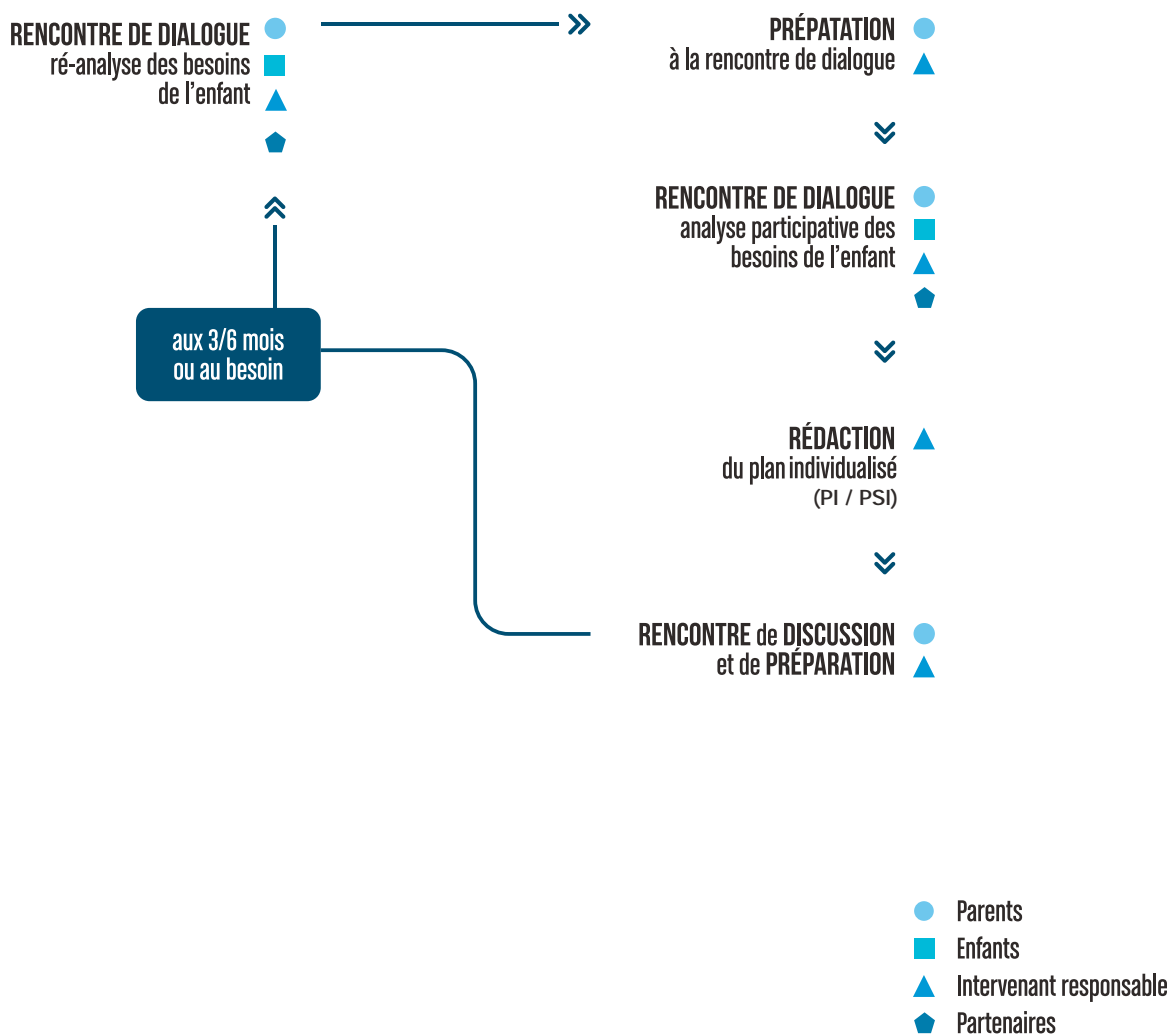 RENCONTRE DE DIALOGUE
ré-analyse des besoins
de l’enfant
PRÉPATATION
à la rencontre de dialogue
RENCONTRE DE DIALOGUE
analyse participative des
besoins de l’enfant
aux 3/6 mois
ou au besoin
RÉDACTION
du plan individualisé
(PI / PSI)
RENCONTRE de DISCUSSION
et de PRÉPARATION
Parents
Enfants
Intervenant responsable
Partenaires